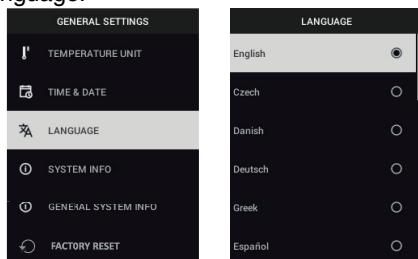 nguage.
GENERAL SETTINGS
TEMPERATURE UNIT
TIME & DATE
LANGUAGE
SYSTEM INFO
GENERAL SYSTEM INFO
FACTORY RESET
LANGUAGE
English
Czech
Danish
Deutsch
Greek
Español